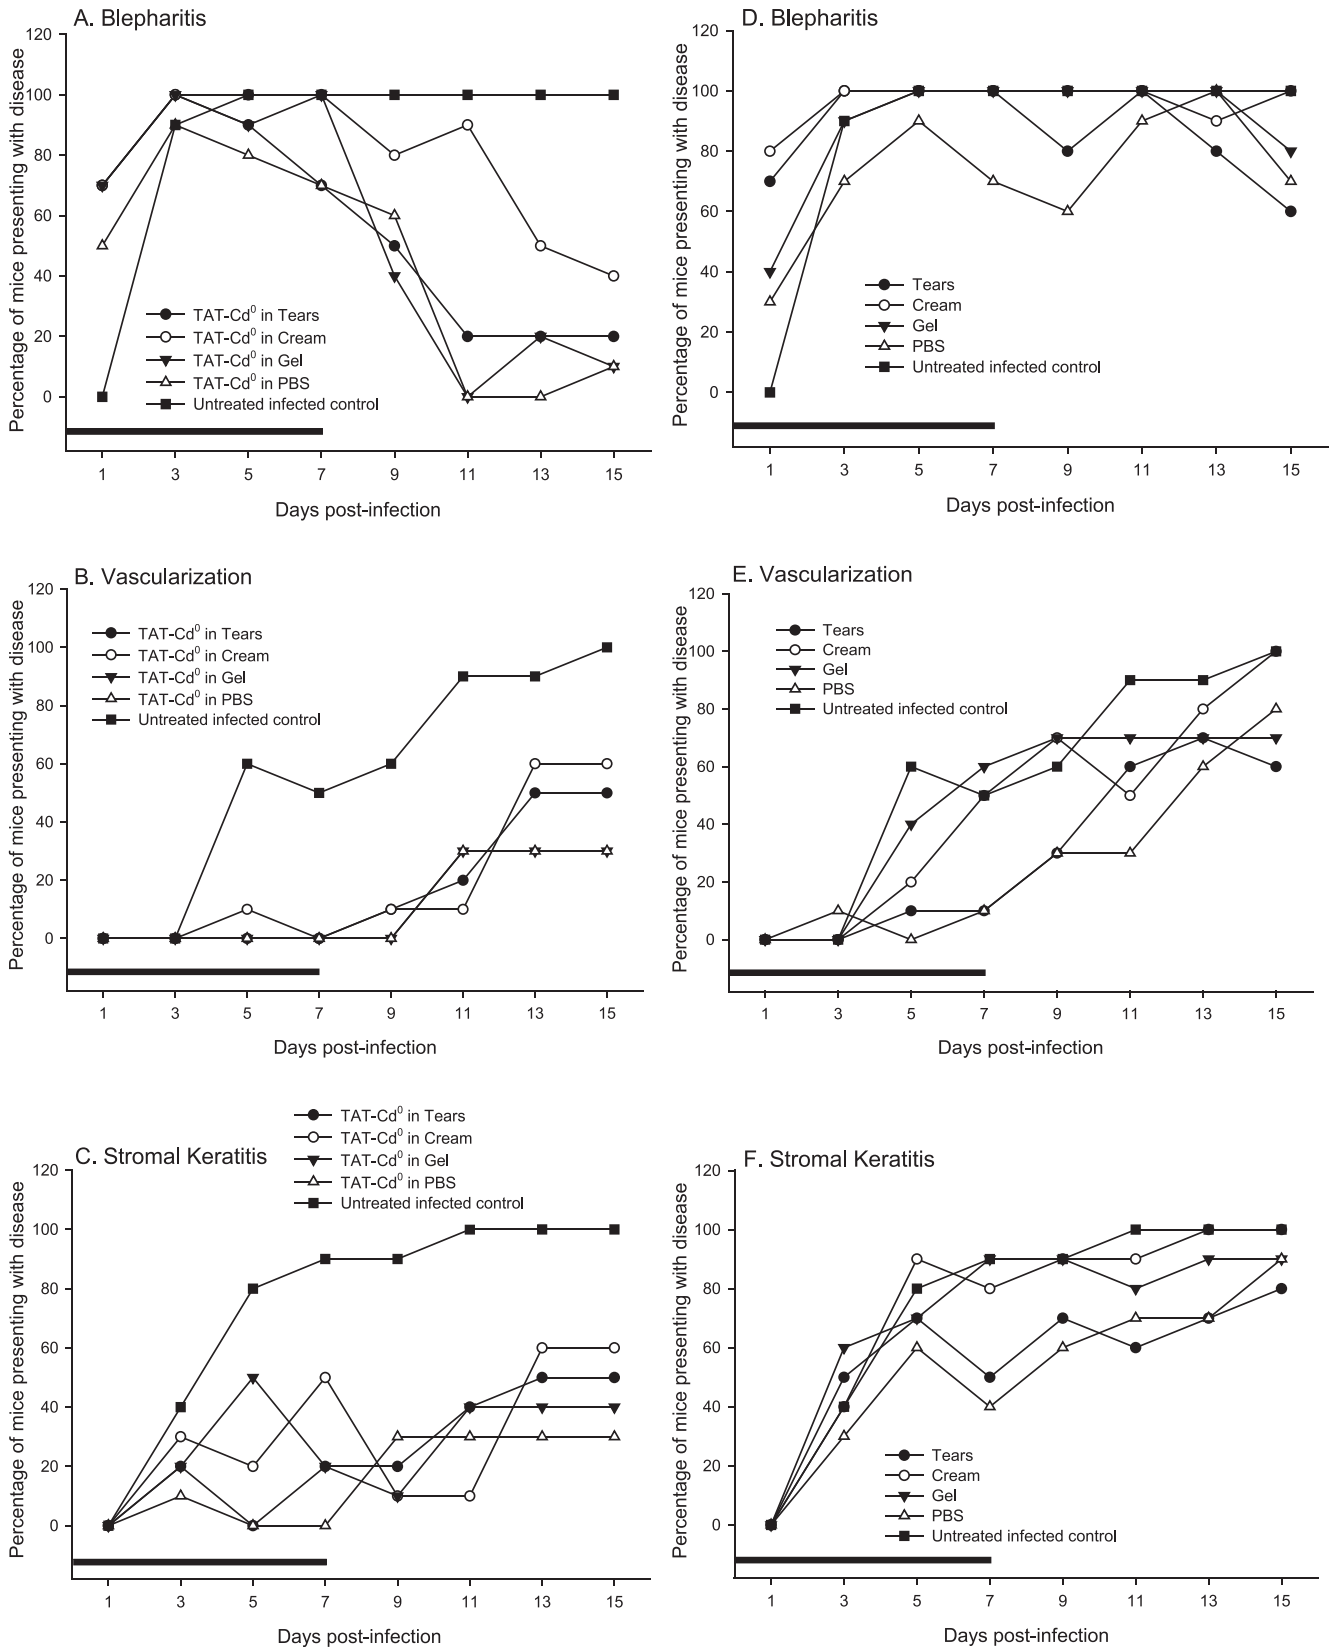 A. Blepharitis
Percentage of mice presenting with disease
120
100
80
60
40
20
0
TAT-Cd⁰ in Tears
TAT-Cd⁰ in Cream
TAT-Cd⁰ in Gel
TAT-Cd⁰ in PBS
Untreated infected control
1 3 5 7 9 11 13 15
Days post-infection
D. Blepharitis
Percentage of mice presenting with disease
120
100
80
60
40
20
0
Tears
Cream
Gel
PBS
Untreated infected control
1 3 5 7 9 11 13 15
Days post-infection
B. Vascularization
Percentage of mice presenting with disease
120
100
80
60
40
20
0
TAT-Cd⁰ in Tears
TAT-Cd⁰ in Cream
TAT-Cd⁰ in Gel
TAT-Cd⁰ in PBS
Untreated infected control
1 3 5 7 9 11 13 15
Days post-infection
E. Vascularization
Percentage of mice presenting with disease
120
100
80
60
40
20
0
Tears
Cream
Gel
PBS
Untreated infected control
1 3 5 7 9 11 13 15
Days post-infection
C. Stromal Keratitis
Percentage of mice presenting with disease
120
100
80
60
40
20
0
TAT-Cd⁰ in Tears
TAT-Cd⁰ in Cream
TAT-Cd⁰ in Gel
TAT-Cd⁰ in PBS
Untreated infected control
1 3 5 7 9 11 13 15
Days post-infection
F. Stromal Keratitis
Percentage of mice presenting with disease
120
100
80
60
40
20
0
Tears
Cream
Gel
PBS
Untreated infected control
1 3 5 7 9 11 13 15
Days post-infection